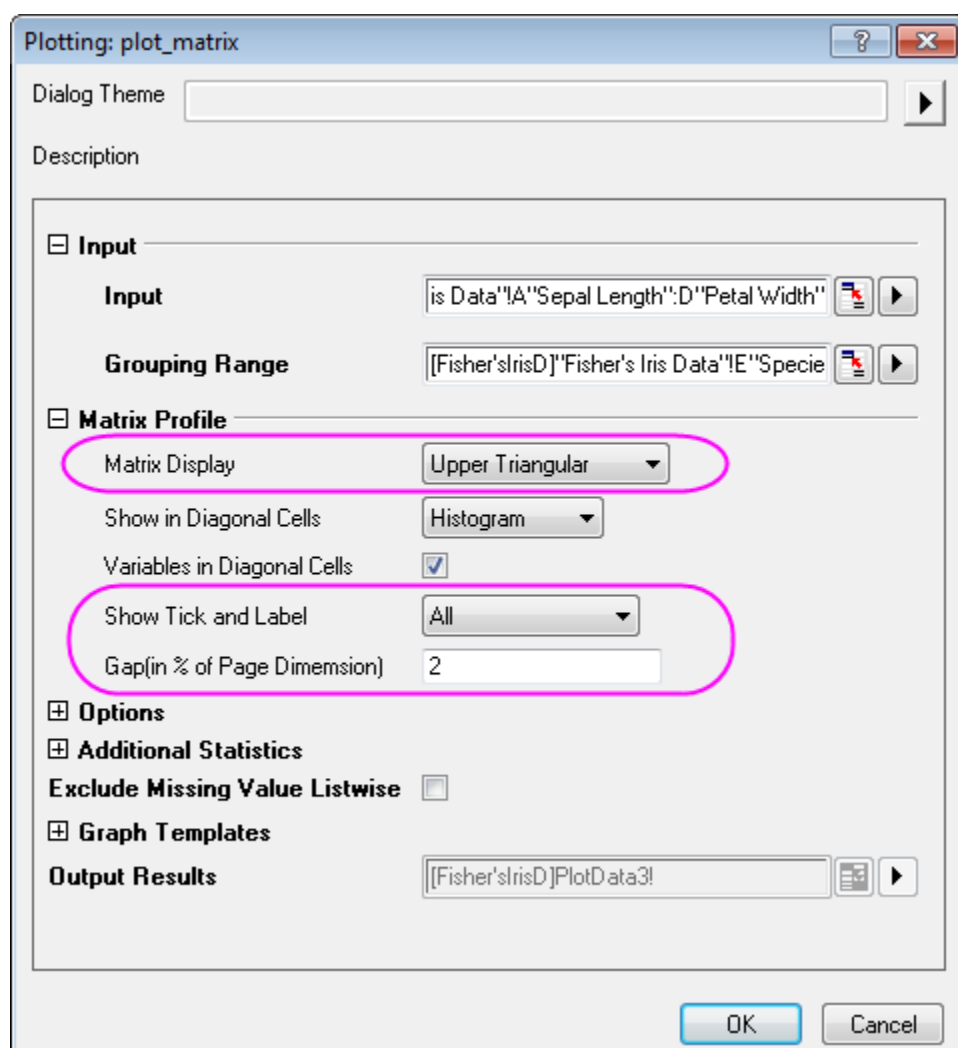 Plotting: plot_matrix
Dialog Theme
Description
Input
Input is Data"!A"Sepal Length":D"Petal Width"
Grouping Range [Fisher'sIrisD]"Fisher's Iris Data"!E"Specie
Matrix Profile
Matrix Display Upper Triangular
Show in Diagonal Cells Histogram
Variables in Diagonal Cells
Show Tick and Label All
Gap(in % of Page Dimemsion) 2
Options
Additional Statistics
Exclude Missing Value Listwise
Graph Templates
Output Results [Fisher'sIrisD]PlotData3!
OK Cancel